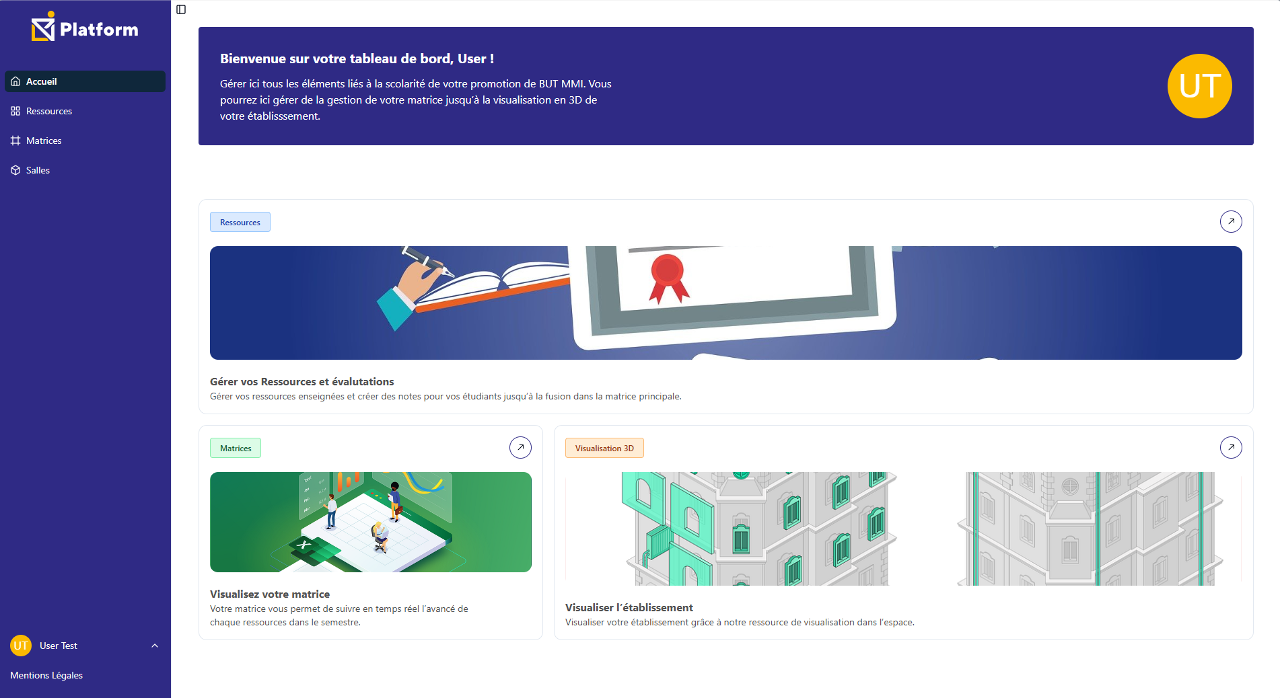 Platform
Accueil
Ressources
Matrices
Salles
User Test
Mentions Légales
Bienvenue sur votre tableau de bord, User !
Gérer ici tous les éléments liés à la scolarité de votre promotion de BUT MMI. Vous
pourrez ici gérer de la gestion de votre matrice jusqu'à la visualisation en 3D de
votre établisssement.
UT
Ressources
Gérer vos Ressources et évalutations
Gérer vos ressources enseignées et créer des notes pour vos étudiants jusqu'à la fusion dans la matrice principale.
Matrices
Visualisez votre matrice
Votre matrice vous permet de suivre en temps réel l'avancé de
chaque ressources dans le semestre.
Visualisation 3D
Visualiser l'établissement
Visualiser votre établissement grâce à notre ressource de visualisation dans l'espace.
UT